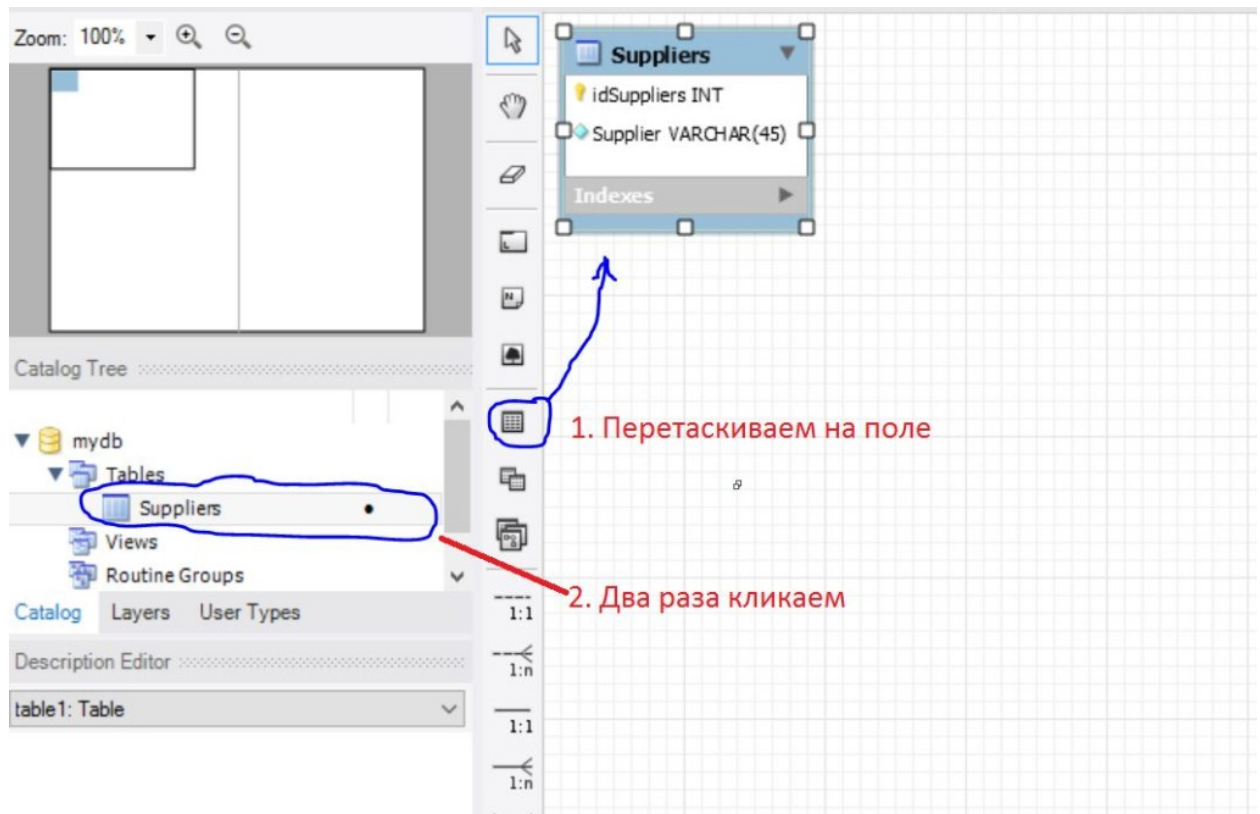 Zoom: 100%
Suppliers
idSuppliers INT
Supplier VARCHAR(45)
Indexes
Catalog Tree
mydb
Tables
Suppliers
Views
Routine Groups
Catalog Layers User Types
Description Editor
table1: Table
L
N
1:1
1:n
1:1
1:n
1. Перетаскиваем на поле
2. Два раза кликаем